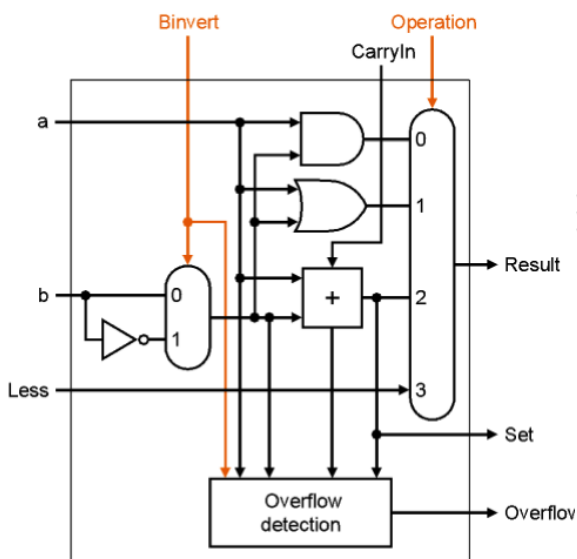 Binvert
Operation
CarryIn
a
0
1
Result
b
0
+
2
1
Less
3
Set
Overflow
detection
Overflow